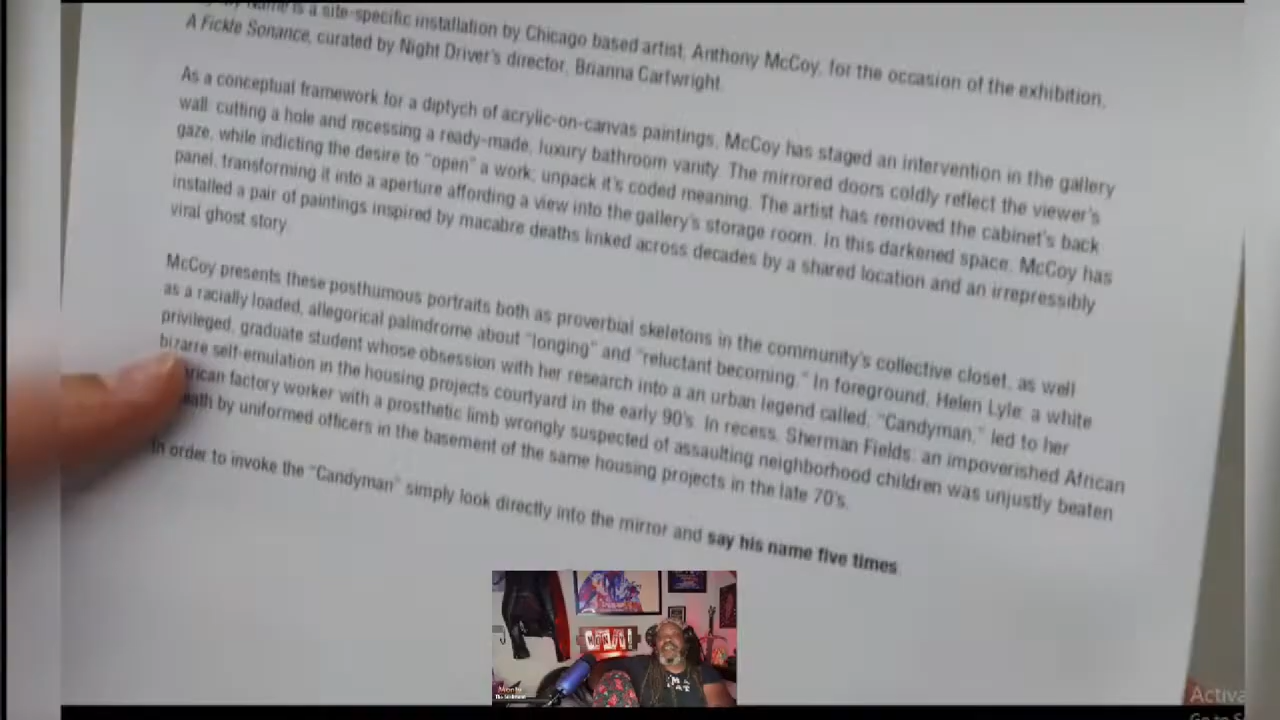 Name is a site-specific installation by Chicago based artist, Anthony McCoy, for the occasion of the exhibition,
A Fickle Sonance, curated by Night Driver's director, Brianna Cartwright.
As a conceptual framework for a diptych of acrylic-on-canvas paintings, McCoy has staged an intervention in the gallery
wall: cutting a hole and recessing a ready-made, luxury bathroom vanity. The mirrored doors coldly reflect the viewer's
gaze, while indicting the desire to "open" a work; unpack it's coded meaning. The artist has removed the cabinet's back
panel, transforming it into a aperture affording a view into the gallery's storage room. In this darkened space, McCoy has
installed a pair of paintings inspired by macabre deaths linked across decades by a shared location and an irrepressibly
viral ghost story.
McCoy presents these posthumous portraits both as proverbial skeletons in the community's collective closet, as well
as a racially loaded, allegorical palindrome about "longing" and "reluctant becoming." In foreground, Helen Lyle: a white
privileged, graduate student whose obsession with her research into a an urban legend called, "Candyman," led to her
bizarre self-emulation in the housing projects courtyard in the early 90's. In recess, Sherman Fields: an impoverished African
factory worker with a prosthetic limb wrongly suspected of assaulting neighborhood children was unjustly beaten
by uniformed officers in the basement of the same housing projects in the late 70's.
In order to invoke the "Candyman" simply look directly into the mirror and say his name five times.